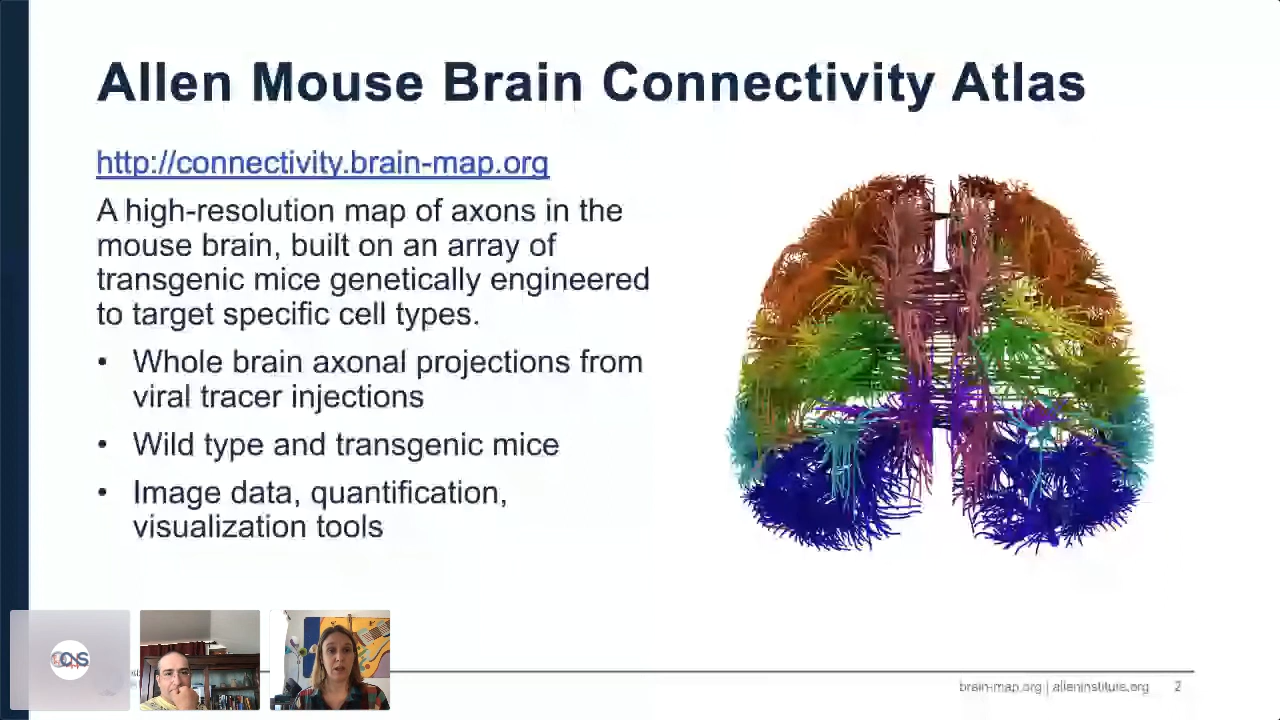 Allen Mouse Brain Connectivity Atlas
http://connectivity.brain-map.org
A high-resolution map of axons in the
mouse brain, built on an array of
transgenic mice genetically engineered
to target specific cell types.
• Whole brain axonal projections from
viral tracer injections
• Wild type and transgenic mice
• Image data, quantification,
visualization tools
brain-map.org | alleninstitute.org 2